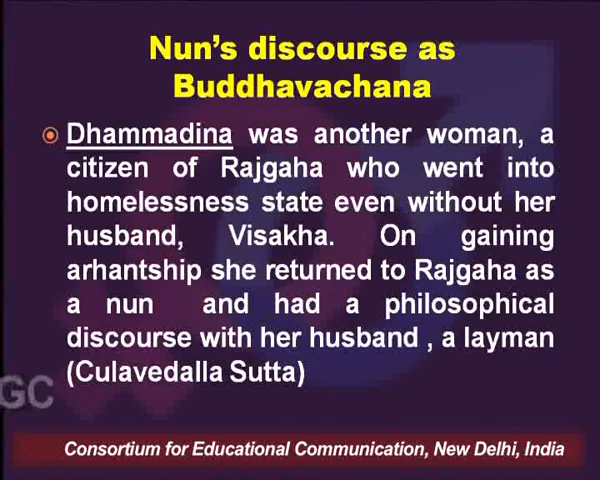 Nun's discourse as
Buddhavachana
Dhammadina was another woman, a
citizen of Rajgaha who went into
homelessness state even without her
husband, Visakha. On gaining
arhantship she returned to Rajgaha as
a nun and had a philosophical
discourse with her husband , a layman
(Culavedalla Sutta)
GC
Consortium for Educational Communication, New Delhi, India